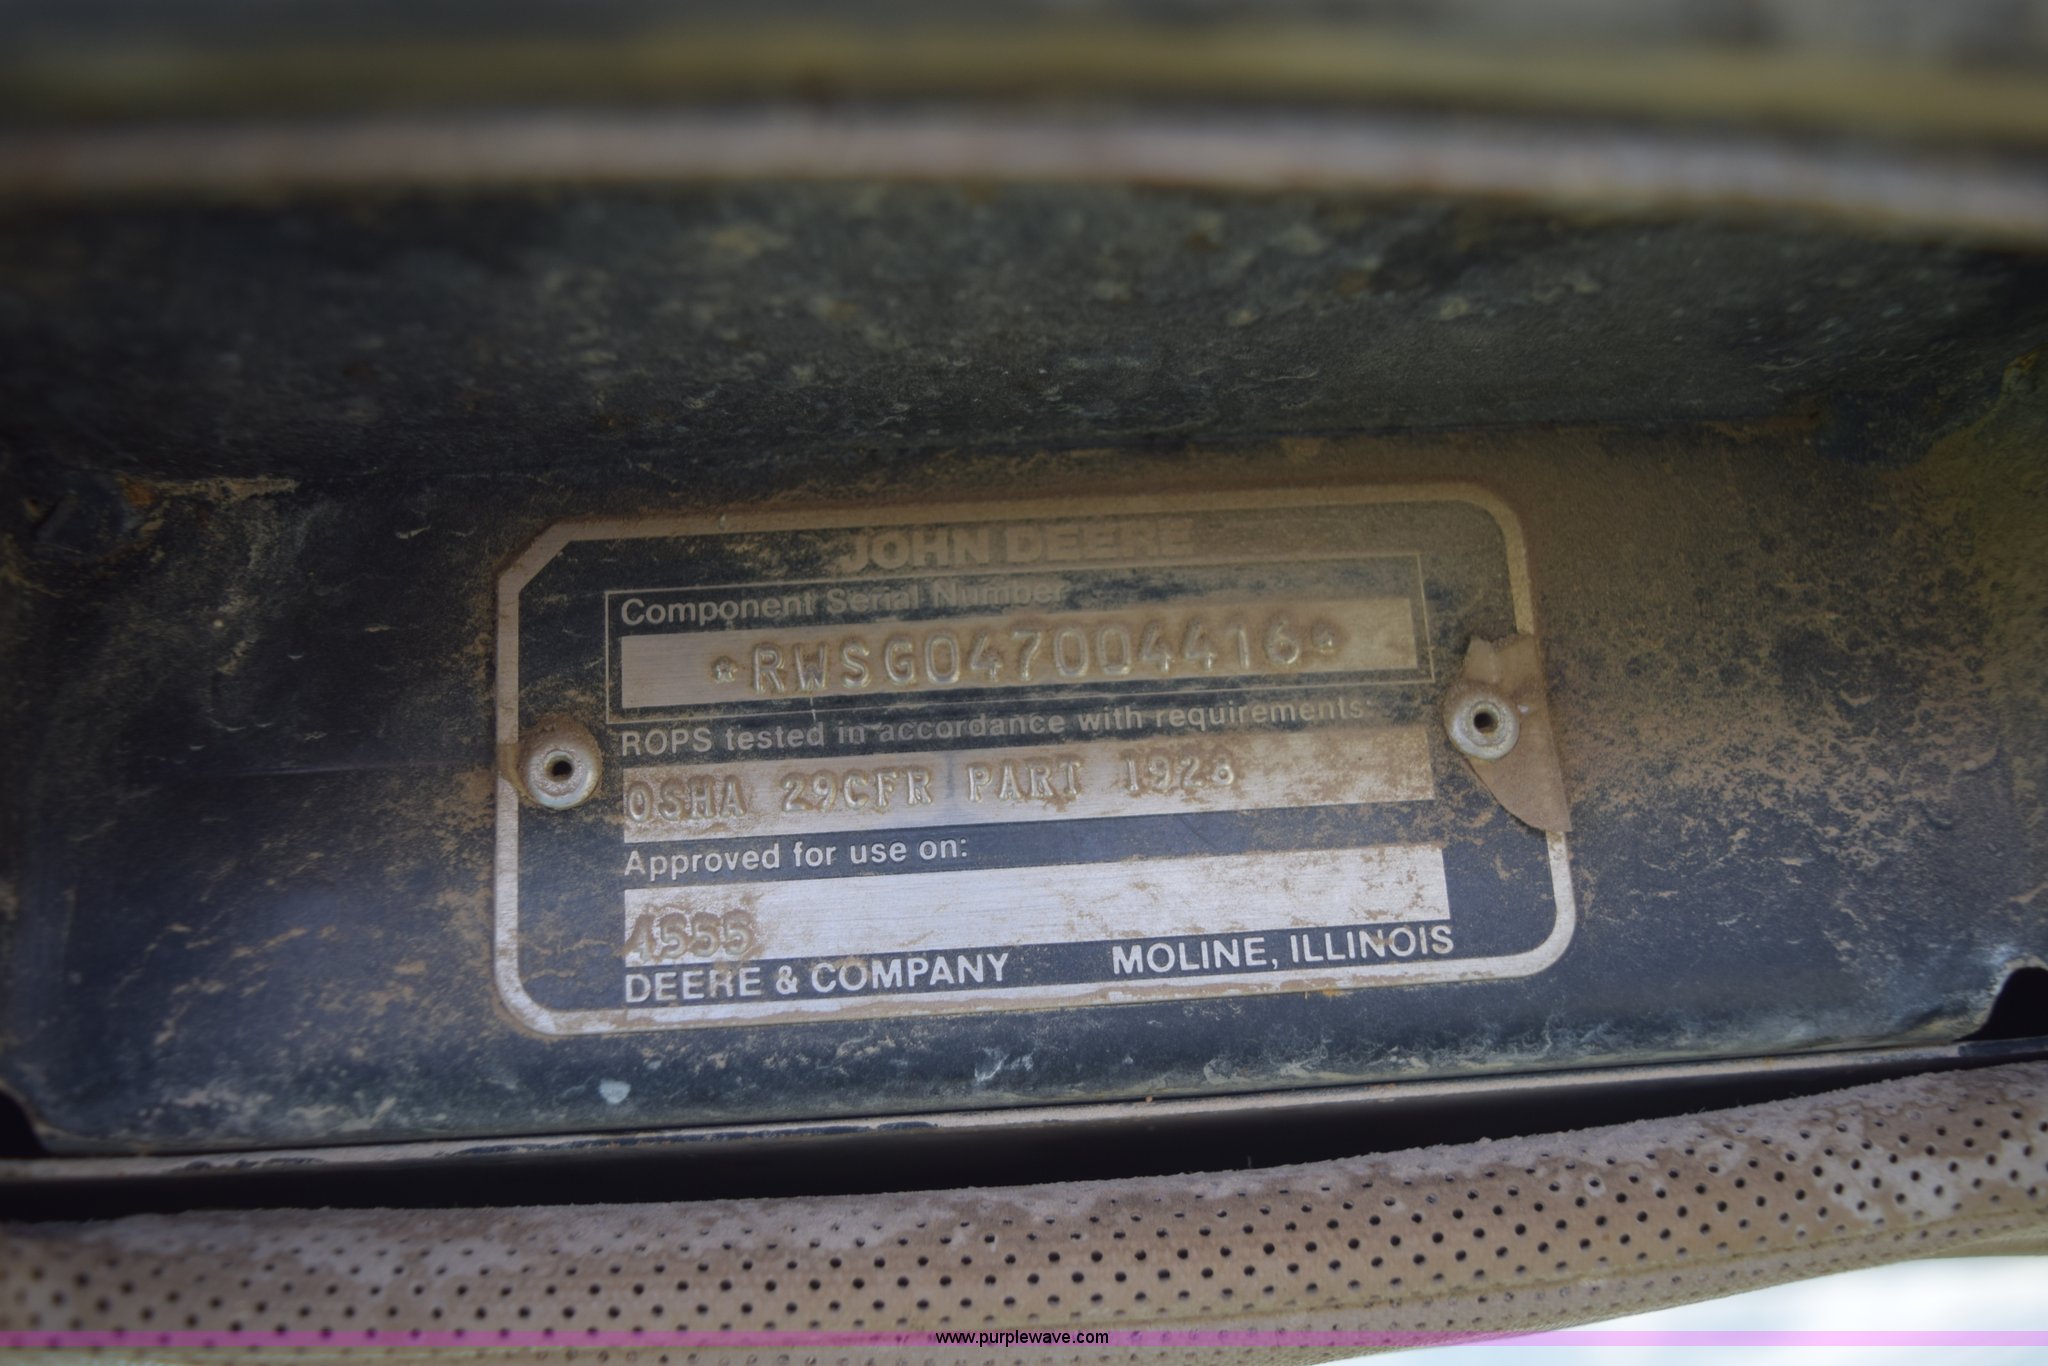 JOHN DEERE
Component Serial Number
*RWSG047004416*
ROPS tested in accordance with requirements:
OSHA 29CFR PART 1928
Approved for use on:
4555
DEERE & COMPANY MOLINE, ILLINOIS
www.purplewave.com